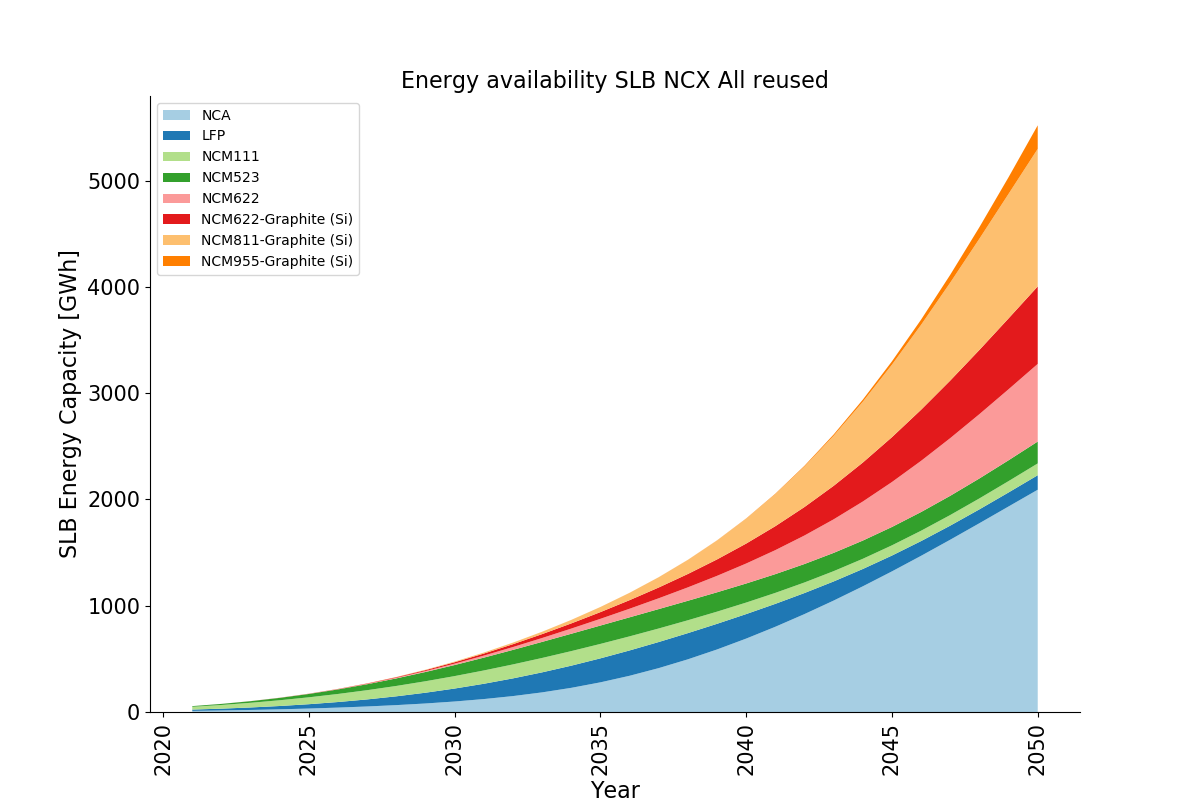 Energy availability SLB NCX All reused
NCA
LFP
NCM111
NCM523
NCM622
NCM622-Graphite (Si)
NCM811-Graphite (Si)
NCM955-Graphite (Si)
SLB Energy Capacity [GWh]
5000
4000
3000
2000
1000
0
2020
2025
2030
2035
2040
2045
2050
Year